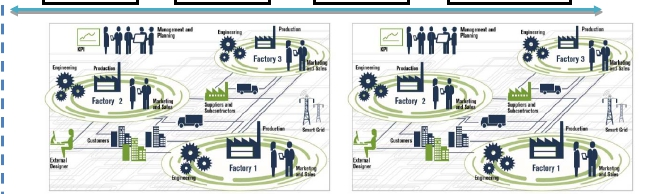 Management and
Planning
KPI
Engineering
Production
Factory 3
Marketing
and Sales
Engineering
Production
Factory 2
Marketing
and Sales
Suppliers and
Subcontractors
Smart Grid
Customers
External
Designer
Production
Factory 1
Engineering
Marketing
and Sales
Management and
Planning
KPI
Engineering
Production
Factory 3
Marketing
and Sales
Engineering
Production
Factory 2
Marketing
and Sales
Suppliers and
Subcontractors
Smart Grid
Customers
External
Designer
Production
Factory 1
Engineering
Marketing
and Sales